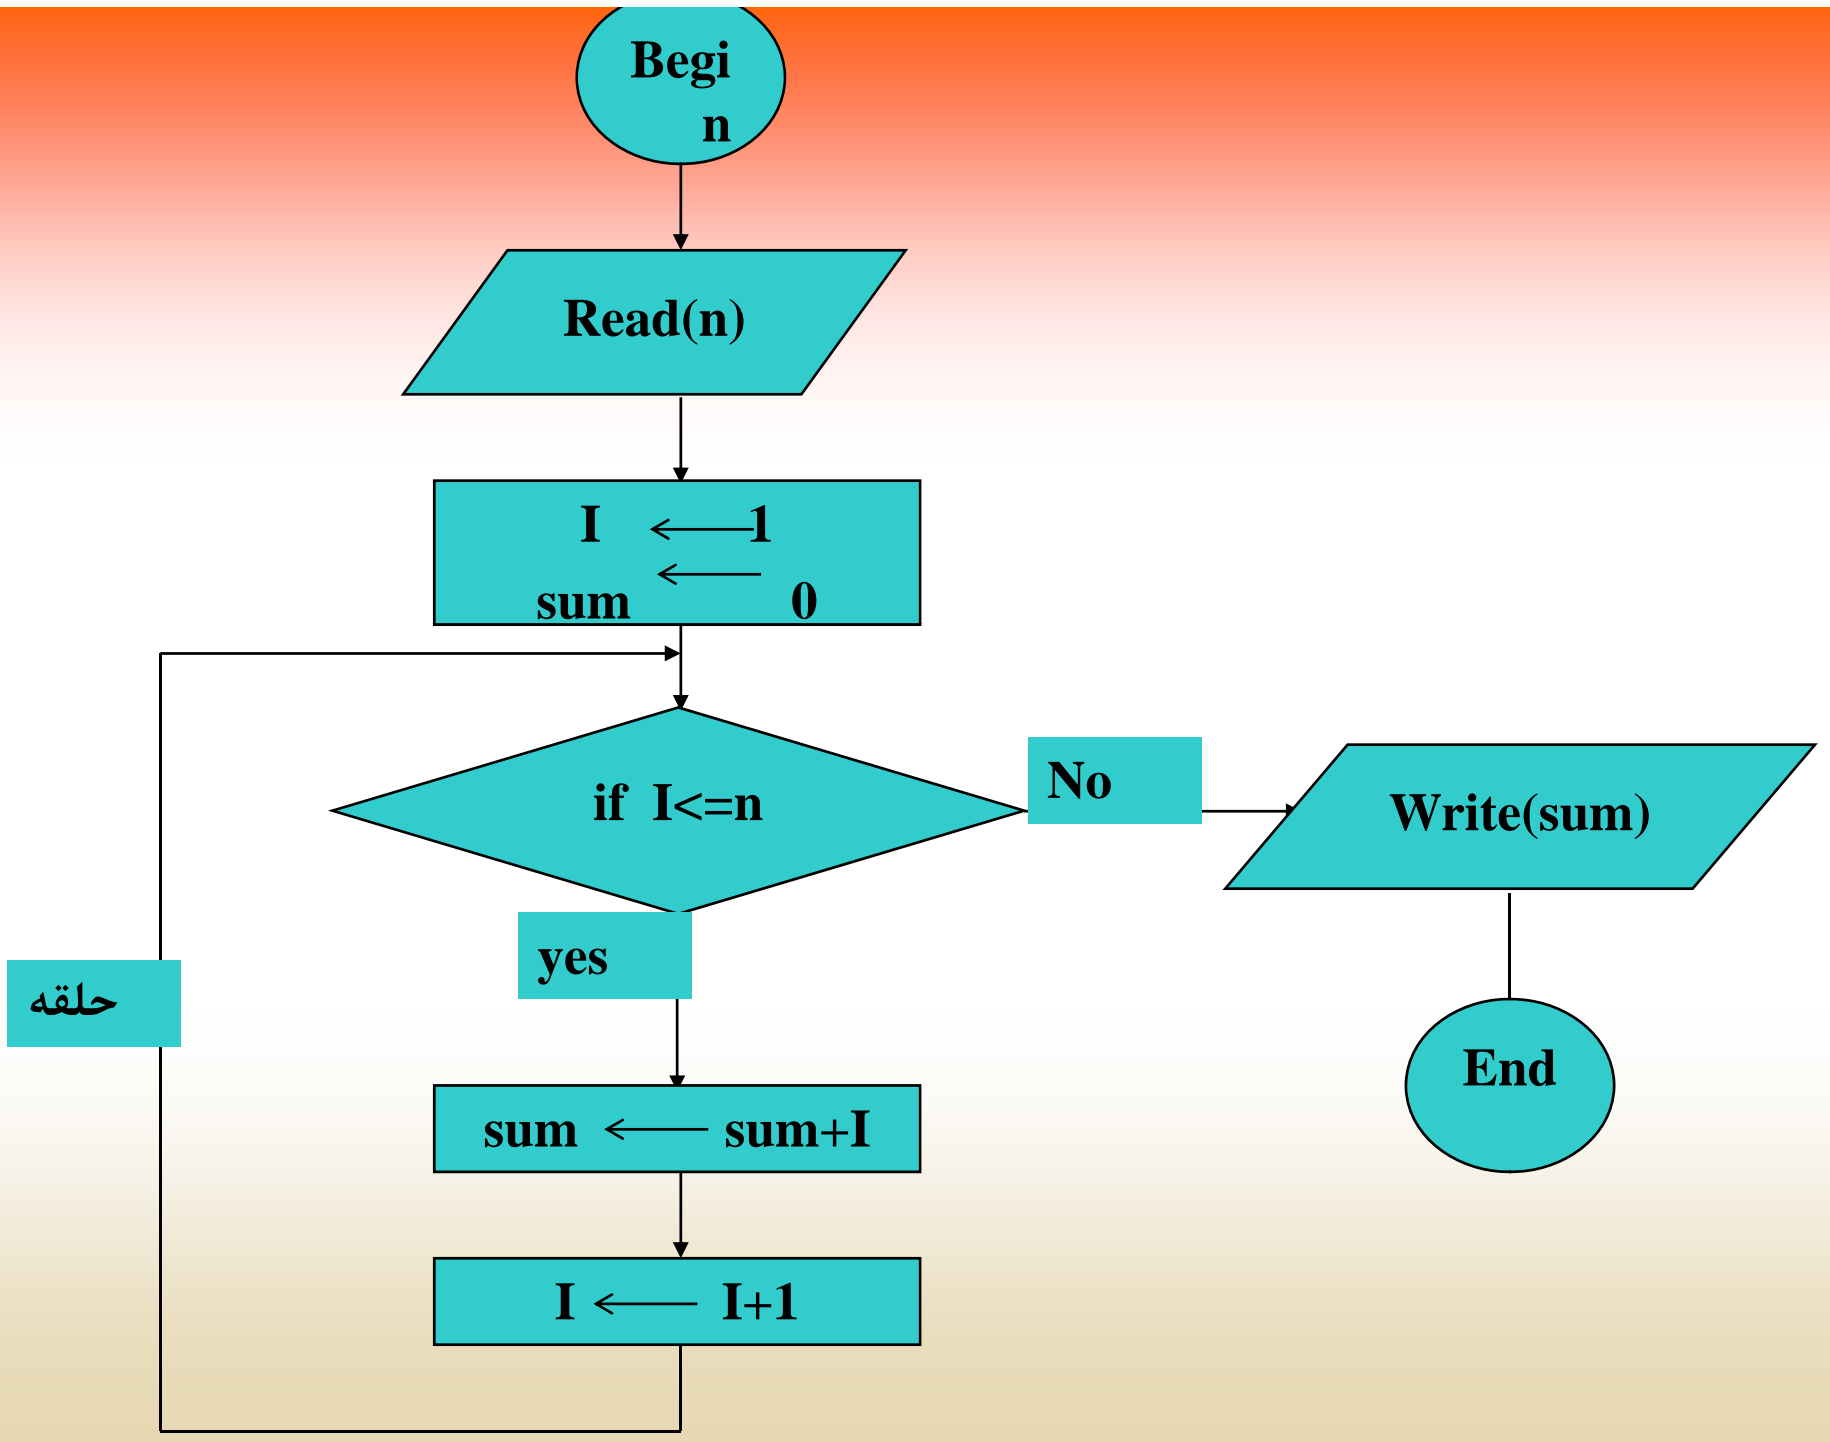 Begi
n
Read(n)
I ← 1
sum ← 0
if I<=n
No
Write(sum)
yes
حلقه
End
sum ← sum+I
I ← I+1